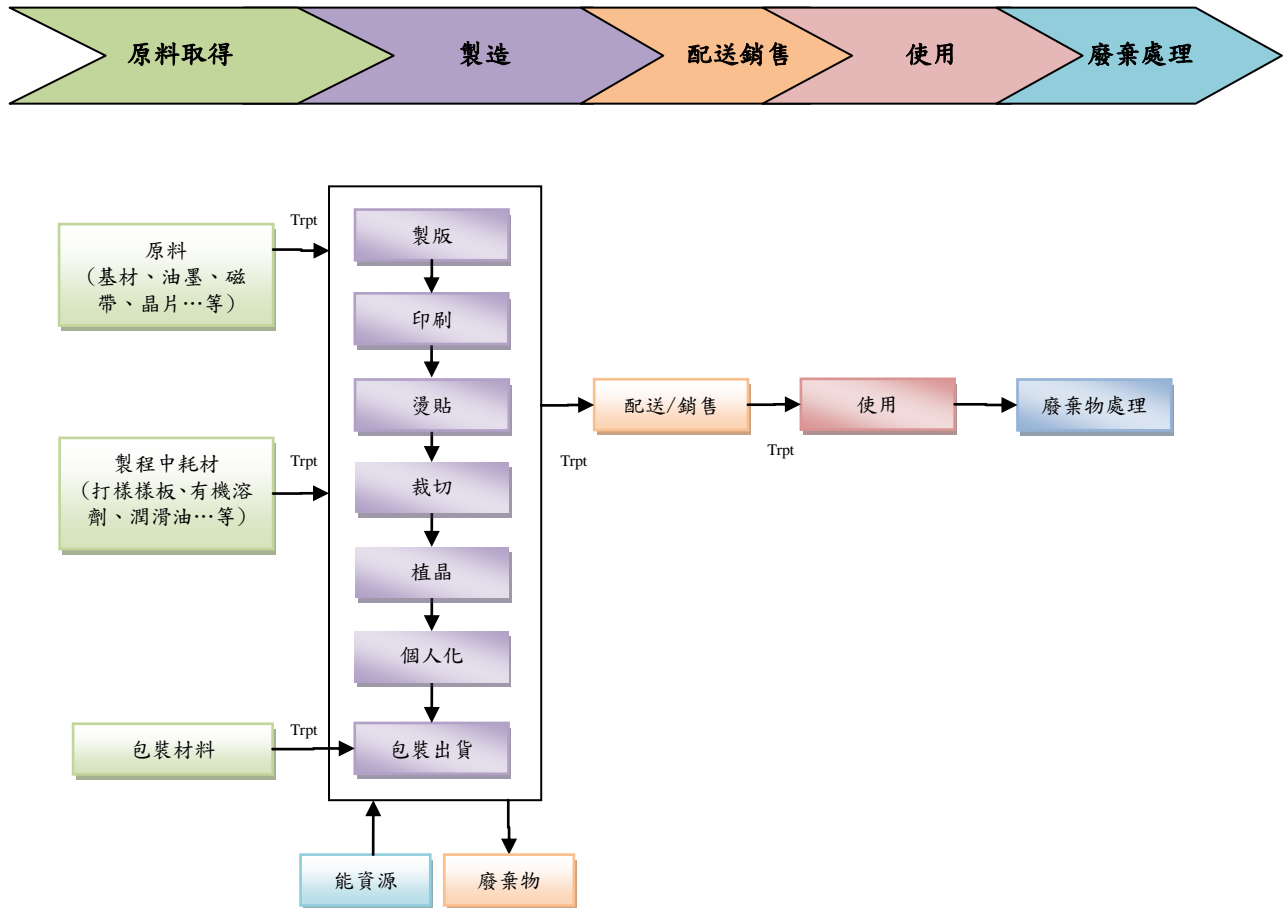 原料取得
製造
配送銷售
使用
廢棄處理
原料
（基材、油墨、磁
帶、晶片…等）
Trpt
製程中耗材
（打樣樣板、有機溶
劑、潤滑油…等）
Trpt
包裝材料
Trpt
製版
印刷
燙貼
裁切
植晶
個人化
包裝出貨
能資源
廢棄物
Trpt
配送/銷售
Trpt
使用
廢棄物處理